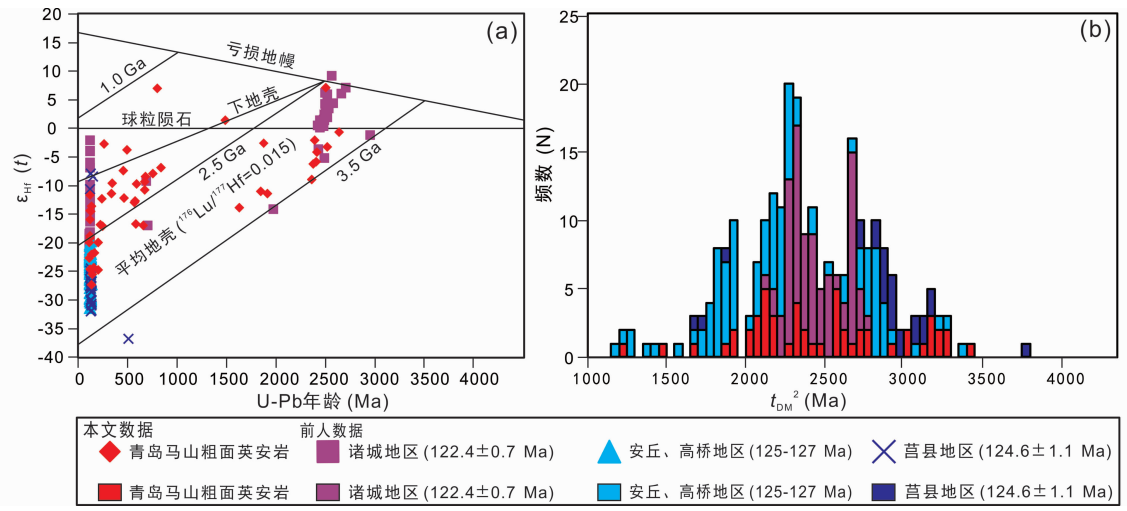 (a)
20
15
10
5
0
-5
-10
-15
-20
-25
-30
-35
-40
εHf (t)
亏损地幔
1.0 Ga
下地壳
球粒陨石
2.5 Ga
平均地壳 (¹⁷⁶Lu/¹⁷⁷Hf=0.015)
3.5 Ga
0 500 1000 1500 2000 2500 3000 3500 4000
U-Pb年龄 (Ma)
(b)
25
20
15
10
5
0
频数 (N)
1000 1500 2000 2500 3000 3500 4000
tDM² (Ma)
本文数据 前人数据
青岛马山粗面英安岩 诸城地区 (122.4±0.7 Ma) 安丘、高桥地区 (125-127 Ma) 莒县地区 (124.6±1.1 Ma)
青岛马山粗面英安岩 诸城地区 (122.4±0.7 Ma) 安丘、高桥地区 (125-127 Ma) 莒县地区 (124.6±1.1 Ma)